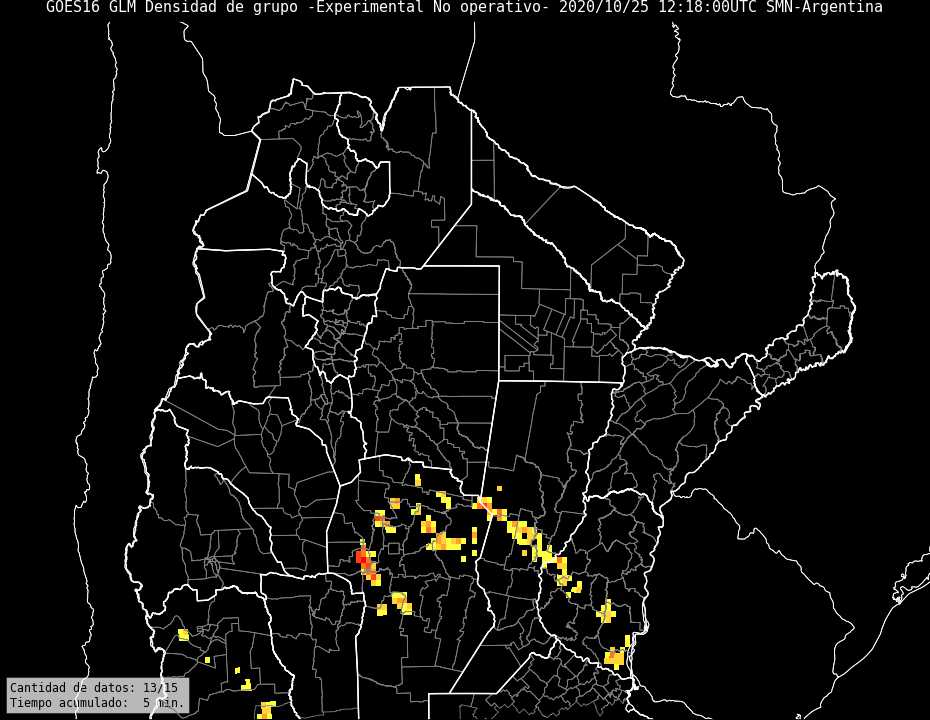 GOES16 GLM Densidad de grupo -Experimental No operativo- 2020/10/25 12:18:00UTC SMN-Argentina
Cantidad de datos: 13/15
Tiempo acumulado:  5 min.